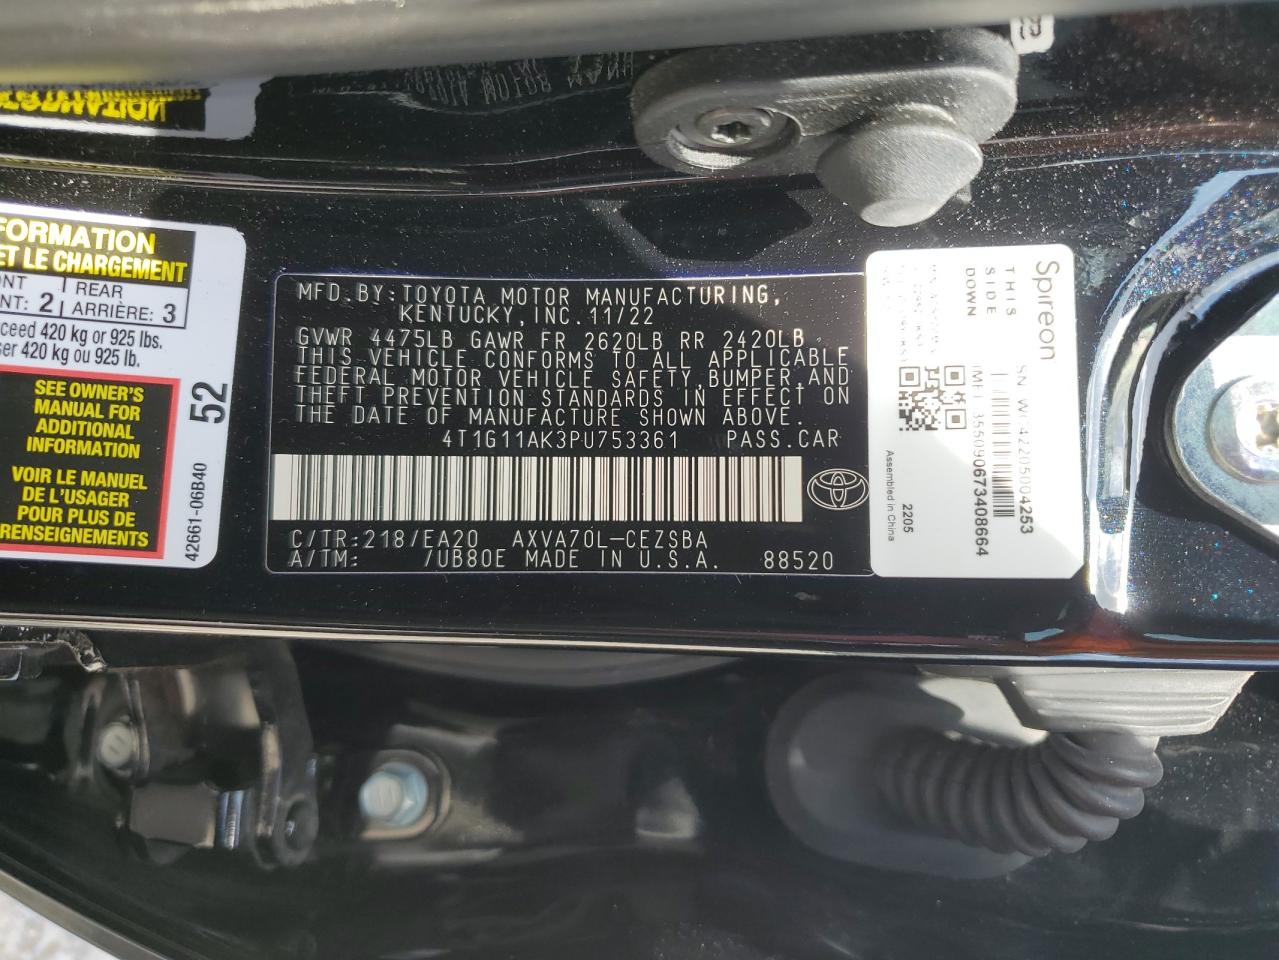 FORMATION
ET LE CHARGEMENT
REAR
2 ARRIÈRE: 3
420 kg or 925 lbs.
420 kg ou 925 lb.
SEE OWNER'S
MANUAL FOR
ADDITIONAL
INFORMATION
VOIR LE MANUEL
DE L'USAGER
POUR PLUS DE
RENSEIGNEMENTS
52
42661-06B40
MFD.BY:TOYOTA MOTOR MANUFACTURING,
KENTUCKY,INC.11/22
GVWR 4475LB GAWR FR 2620LB RR 2420LB
THIS VEHICLE CONFORMS TO ALL APPLICABLE
FEDERAL MOTOR VEHICLE SAFETY,BUMPER,AND
THEFT PREVENTION STANDARDS IN EFFECT ON
THE DATE OF MANUFACTURE SHOWN ABOVE.
4T1G11AK3PU753361 PASS.CAR
C/TR:218/EA20 AXVA70L-CEZSBA
A/TM: /UB80E MADE IN U.S.A. 88520
Spireon
THIS
SIDE
DOWN
SN
355090673408664
Assembled in China
2205